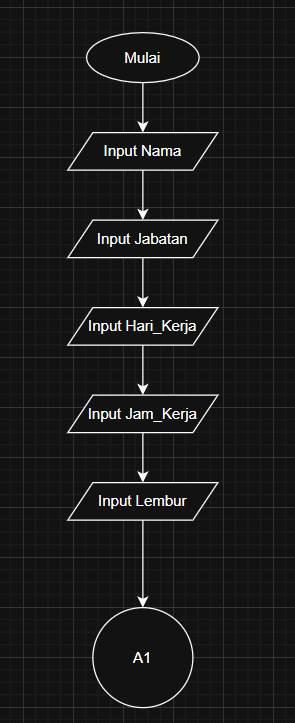 Mulai
Input Nama
Input Jabatan
Input Hari_Kerja
Input Jam_Kerja
Input Lembur
A1